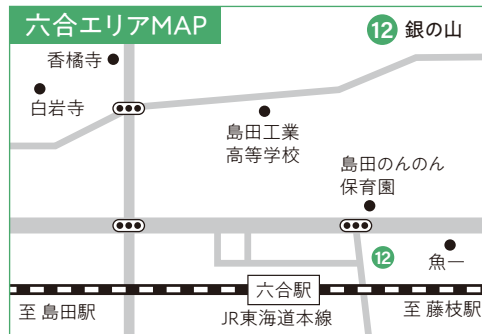 六合エリアMAP
12 銀の山
香橘寺
白岩寺
島田工業
高等学校
島田のんのん
保育園
12
魚一
六合駅
至 島田駅
JR東海道本線
至 藤枝駅